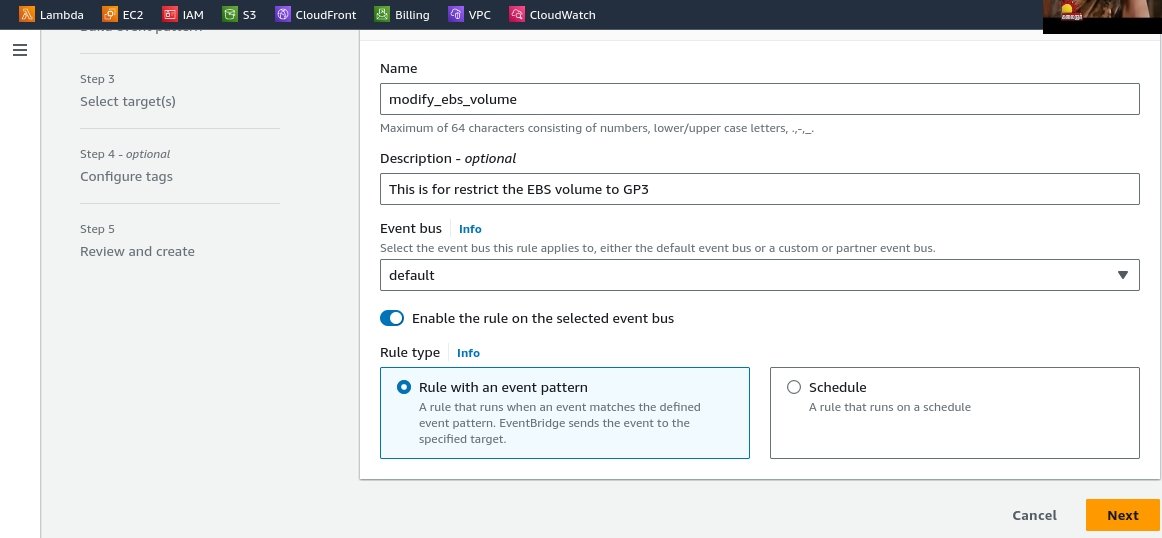 Lambda EC2 IAM S3 CloudFront Billing VPC CloudWatch
Step 3
Select target(s)
Step 4 - optional
Configure tags
Step 5
Review and create
Name
modify_ebs_volume
Maximum of 64 characters consisting of numbers, lower/upper case letters, .,-,_.
Description - optional
This is for restrict the EBS volume to GP3
Event bus Info
Select the event bus this rule applies to, either the default event bus or a custom or partner event bus.
default
Enable the rule on the selected event bus
Rule type Info
Rule with an event pattern
A rule that runs when an event matches the defined
event pattern. EventBridge sends the event to the
specified target.
Schedule
A rule that runs on a schedule
Cancel
Next